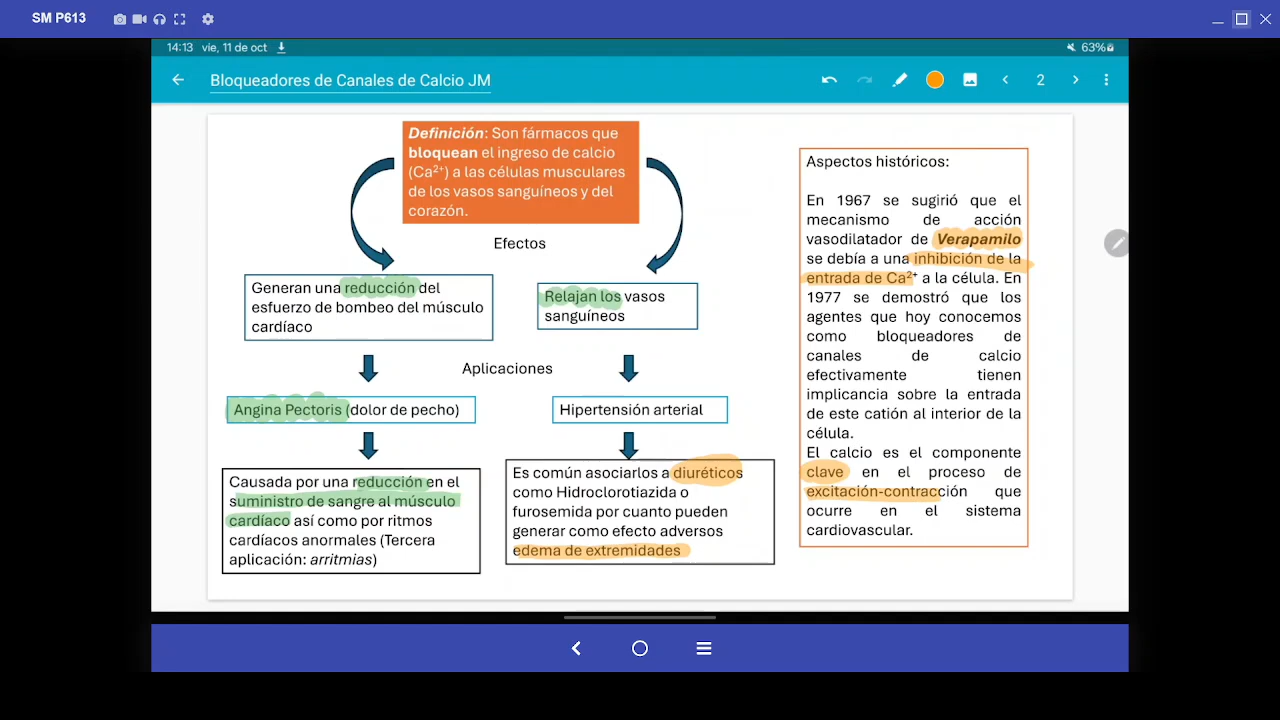 SM P613
14:13 vie, 11 de oct
63%
Bloqueadores de Canales de Calcio JM
2
Definición: Son fármacos que
bloquean el ingreso de calcio
(Ca²⁺) a las células musculares
de los vasos sanguíneos y del
corazón.
Efectos
Generan una reducción del
esfuerzo de bombeo del músculo
cardíaco
Relajan los vasos
sanguíneos
Aplicaciones
Angina Pectoris (dolor de pecho)
Hipertensión arterial
Causada por una reducción en el
suministro de sangre al músculo
cardíaco así como por ritmos
cardíacos anormales (Tercera
aplicación: arritmias)
Es común asociarlos a diuréticos
como Hidroclorotiazida o
furosemida por cuanto pueden
generar como efecto adversos
edema de extremidades
Aspectos históricos:
En 1967 se sugirió que el
mecanismo de acción
vasodilatador de Verapamilo
se debía a una inhibición de la
entrada de Ca²⁺ a la célula. En
1977 se demostró que los
agentes que hoy conocemos
como bloqueadores de
canales de calcio
efectivamente tienen
implicancia sobre la entrada
de este catión al interior de la
célula.
El calcio es el componente
clave en el proceso de
excitación-contracción que
ocurre en el sistema
cardiovascular.